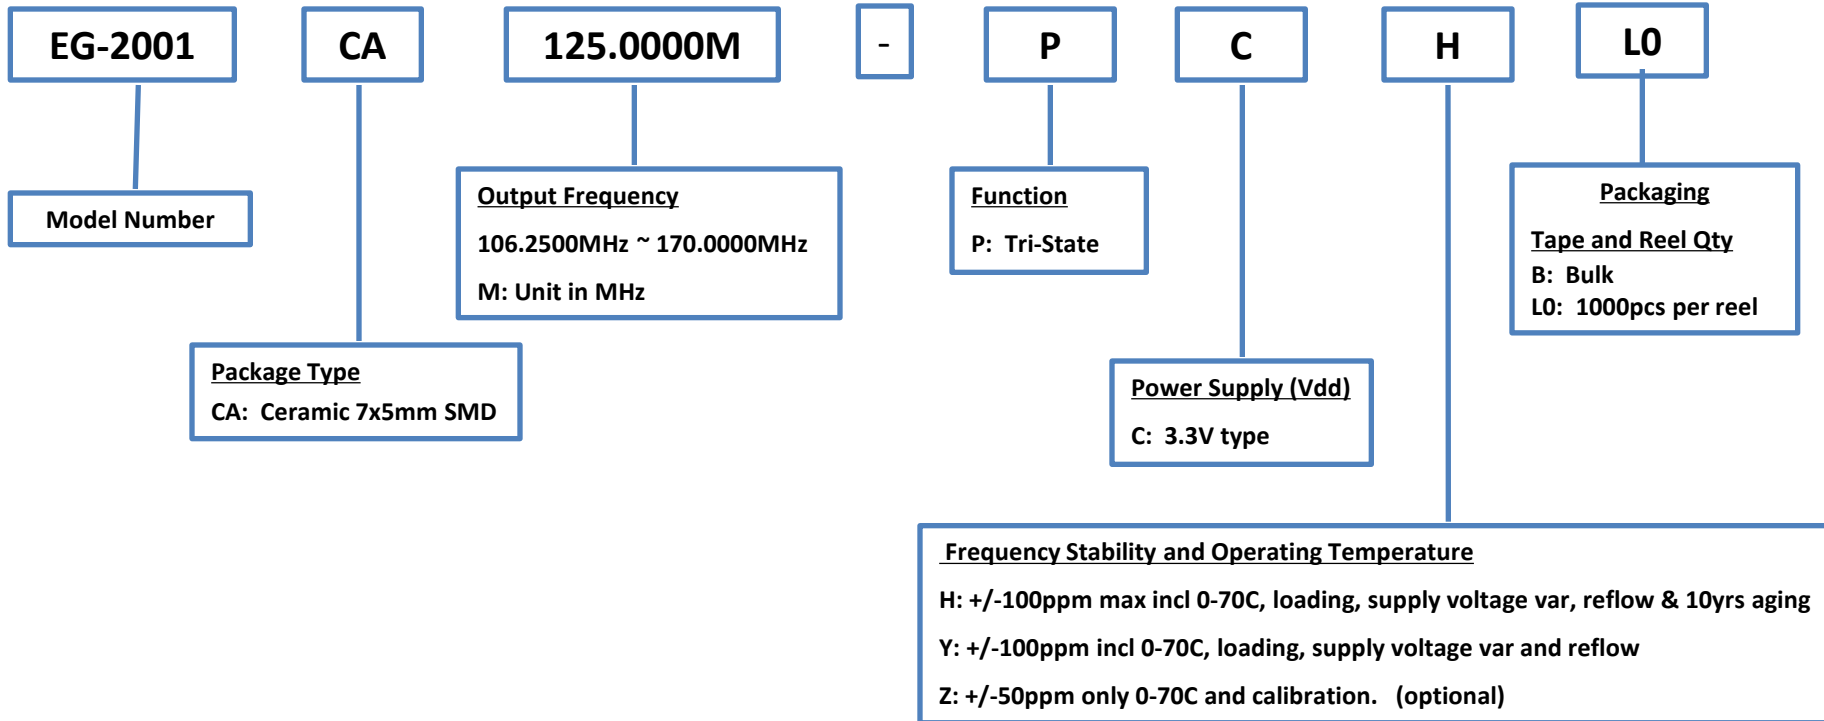 EG-2001
CA
125.0000M
-
P
C
H
L0
Model Number
Output Frequency
106.2500MHz ~ 170.0000MHz
M: Unit in MHz
Function
P: Tri-State
Packaging
Tape and Reel Qty
B: Bulk
L0: 1000pcs per reel
Package Type
CA: Ceramic 7x5mm SMD
Power Supply (Vdd)
C: 3.3V type
Frequency Stability and Operating Temperature
H: +/-100ppm max incl 0-70C, loading, supply voltage var, reflow & 10yrs aging
Y: +/-100ppm incl 0-70C, loading, supply voltage var and reflow
Z: +/-50ppm only 0-70C and calibration. (optional)